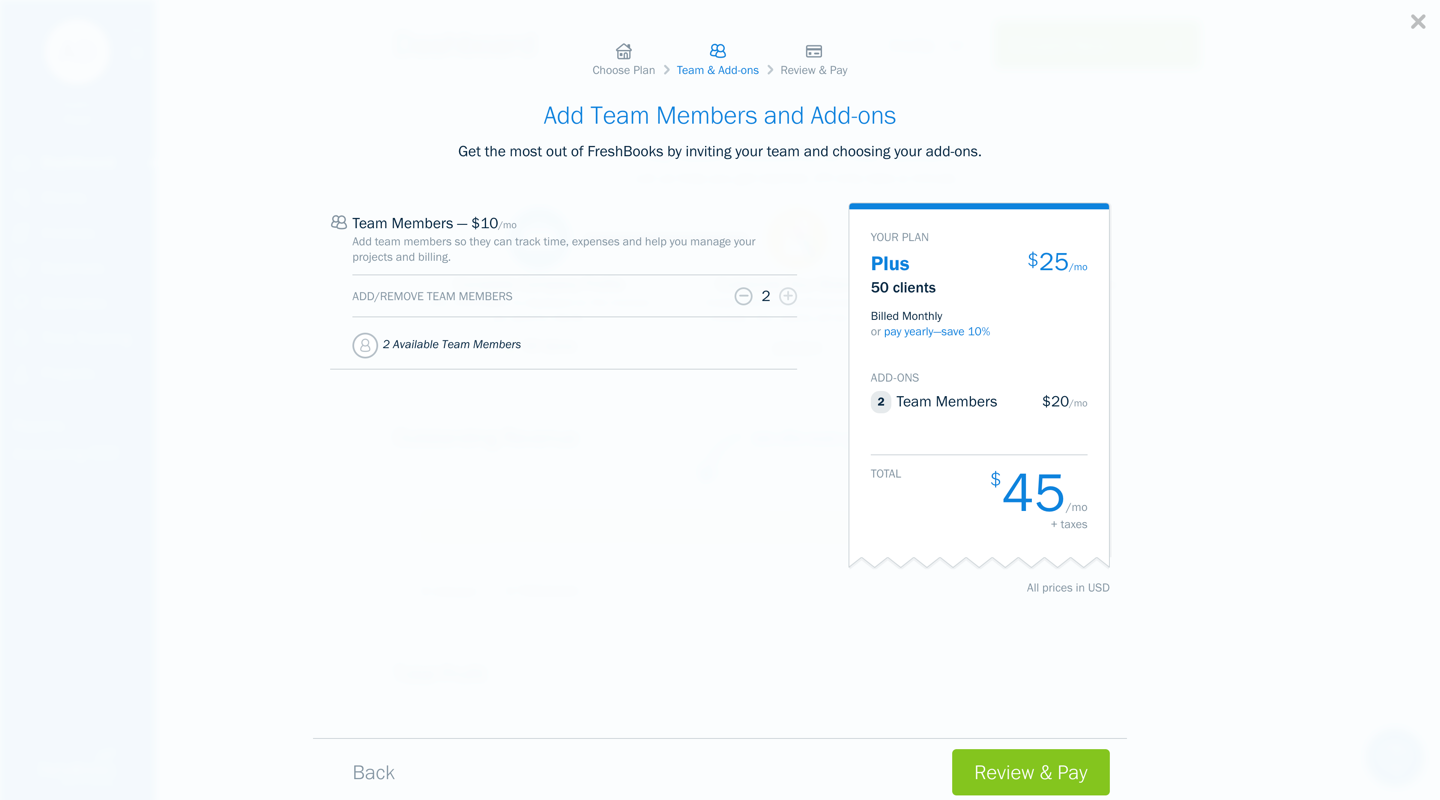 Choose Plan
Team & Add-ons
Review & Pay
Add Team Members and Add-ons
Get the most out of FreshBooks by inviting your team and choosing your add-ons.
Team Members — $10/mo
Add team members so they can track time, expenses and help you manage your
projects and billing.
ADD/REMOVE TEAM MEMBERS
2
2 Available Team Members
YOUR PLAN
Plus
$25/mo
50 clients
Billed Monthly
or pay yearly—save 10%
ADD-ONS
2 Team Members $20/mo
TOTAL
$45/mo
+ taxes
All prices in USD
Back
Review & Pay